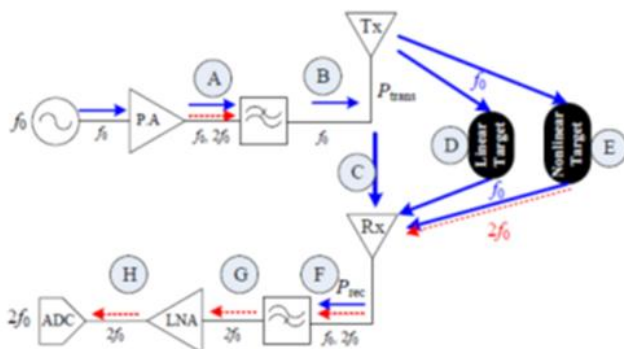 Tx
A
B
f0
P.A
f0
f0, 2f0
f0
Ptrans
f0
D
Linear
Target
Nonlinear
Target
E
C
f0
2f0
Rx
H
G
F
Prec
2f0
ADC
2f0
LNA
2f0
f0, 2f0